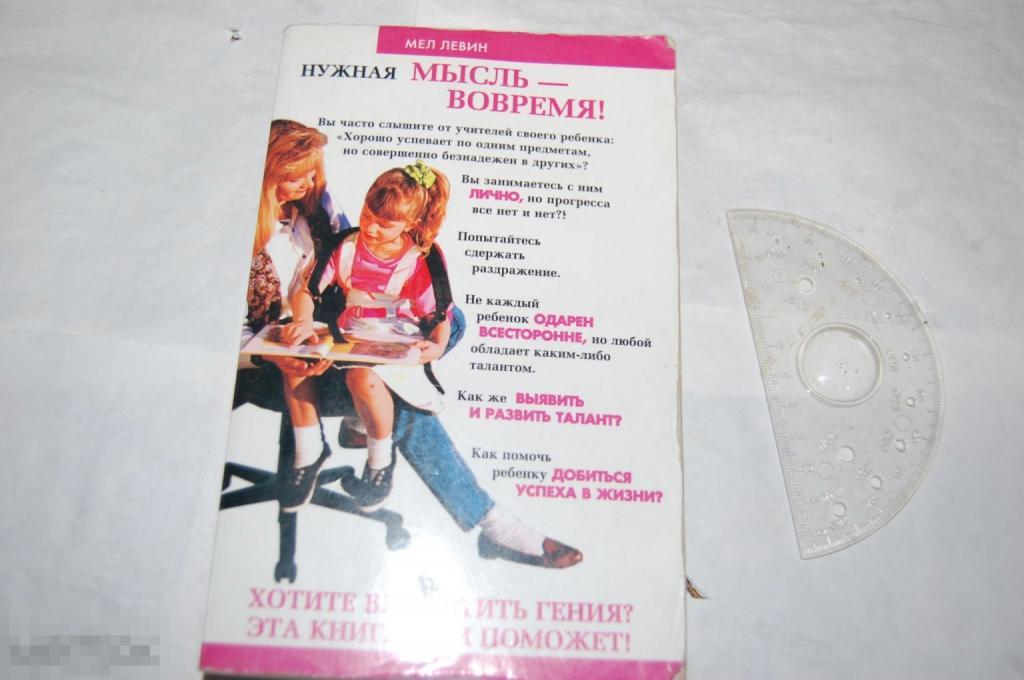 МЕЛ ЛЕВИН
НУЖНАЯ МЫСЛЬ —
ВОВРЕМЯ!
Вы часто слышите от учителей своего ребенка:
«Хорошо успевает по одним предметам,
но совершенно безнадежен в других»?
Вы занимаетесь с ним
ЛИЧНО, но прогресса
все нет и нет?!
Попытайтесь
сдержать
раздражение.
Не каждый
ребенок ОДАРЕН
ВСЕСТОРОННЕ, но любой
обладает каким-либо
талантом.
Как же ВЫЯВИТЬ
И РАЗВИТЬ ТАЛАНТ?
Как помочь
ребенку ДОБИТЬСЯ
УСПЕХА В ЖИЗНИ?
ХОТИТЕ ГЕНИЯ?
ЭТА ПОМОЖЕТ!